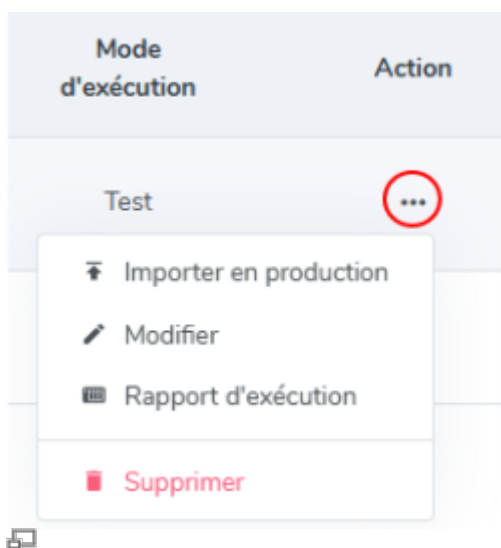 Mode
d'exécution
Action
Test
Importer en production
Modifier
Rapport d'exécution
Supprimer